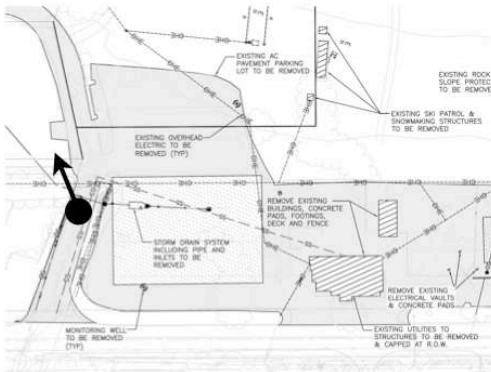 EXISTING AC
PAVEMENT PARKING
LOT TO BE REMOVED
EXISTING ROCK
SLOPE PROTEC
TO BE REMOVE
EXISTING SKI PATROL &
SNOWMAKING STRUCTURES
TO BE REMOVED
EXISTING OVERHEAD
ELECTRIC TO BE
REMOVED (TYP)
REMOVE EXISTING
BUILDINGS, CONCRETE
PADS, FOOTINGS,
DECK AND FENCE
STORM DRAIN SYSTEM
INCLUDING PIPE AND
INLETS TO BE
REMOVED
REMOVE EXISTING
ELECTRICAL VAULTS
& CONCRETE PADS
MONITORING WELL
TO BE REMOVED
(TYP)
EXISTING UTILITIES TO
STRUCTURES TO BE REMOVED
& CAPPED AT R.O.W.